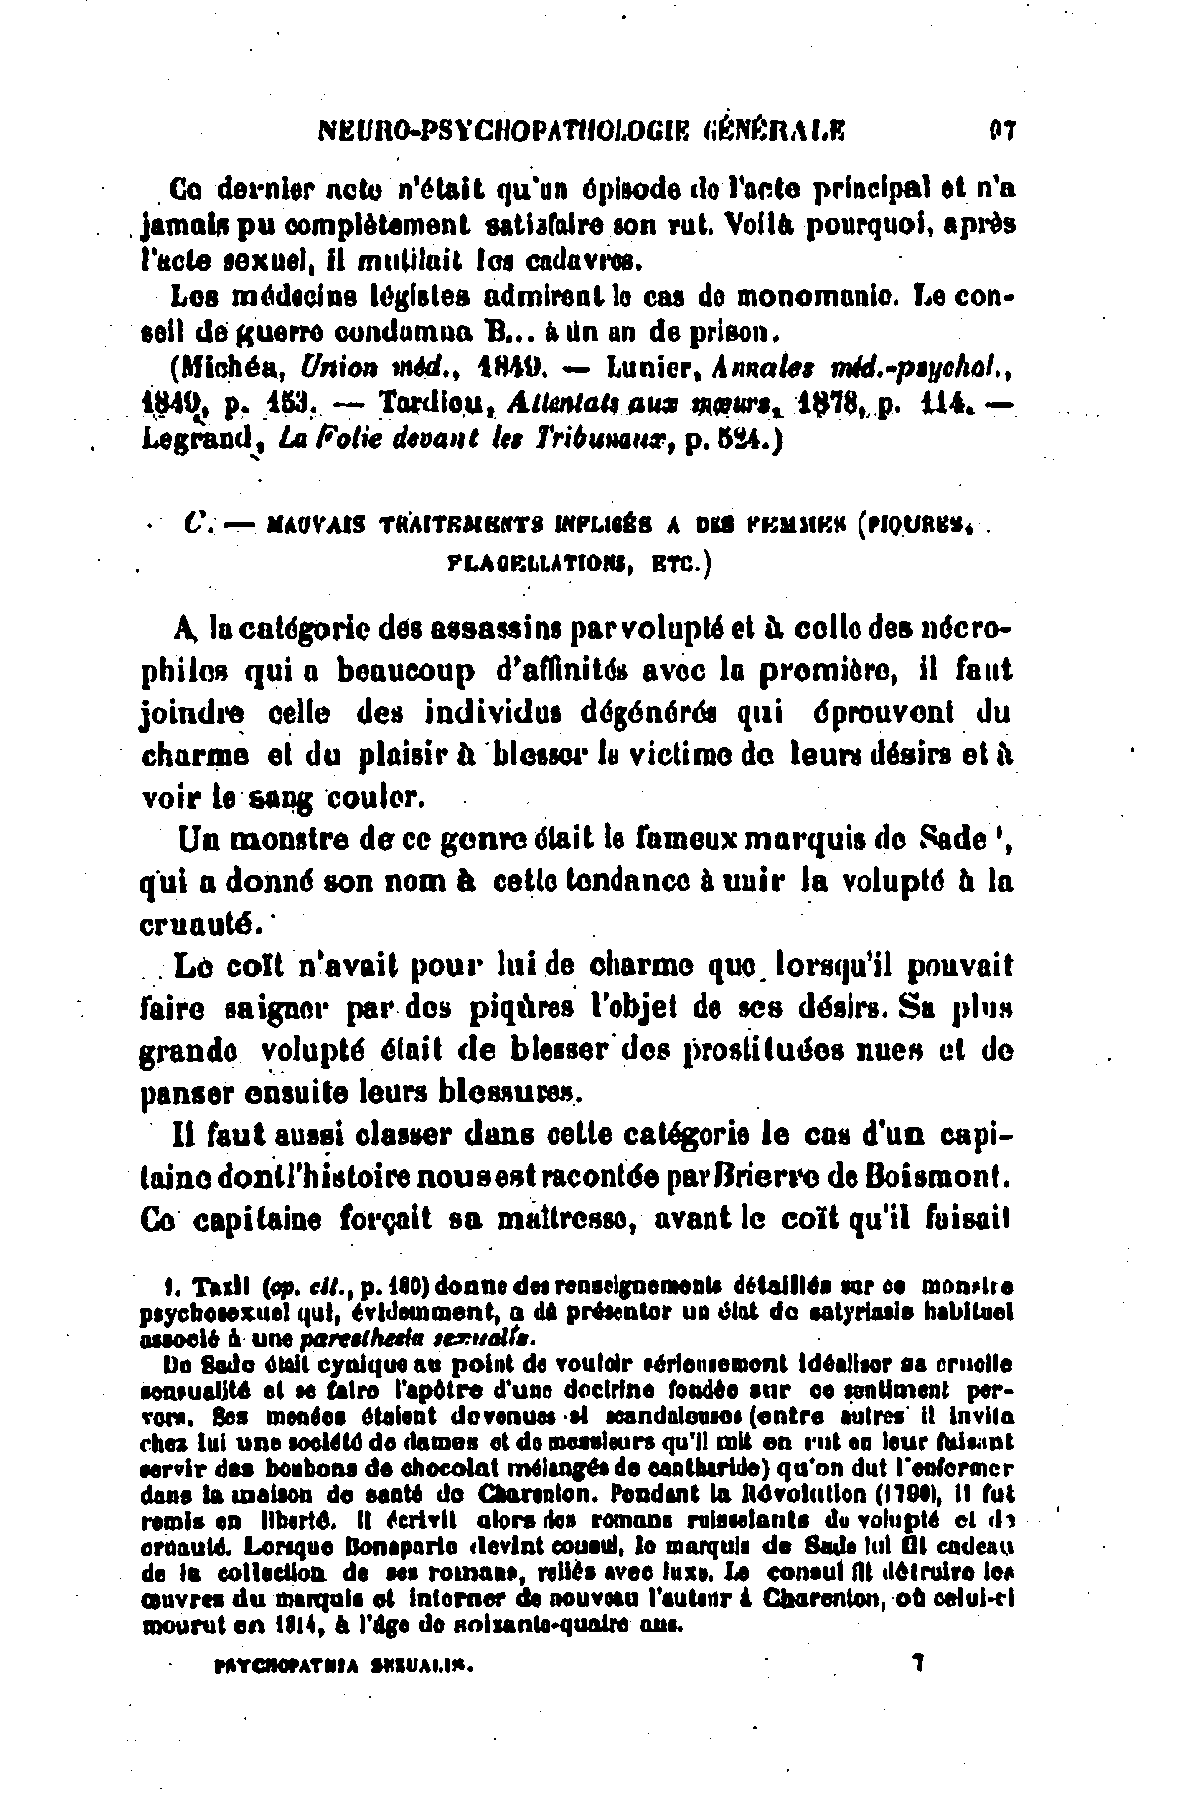 NEURO-PSYCHOPATHOLOGIE GÉNÉRALE 97
Ce dernier acte n'était qu'un épisode de l'acte principal et n'a
jamais pu complètement satisfaire son rut. Voilà pourquoi, après
l'acte sexuel, il mutilait les cadavres.
Les médecins légistes admirent le cas de monomanie. Le con-
seil de guerre condamna B... à un an de prison.
(Michéa, Union méd., 1849. — Lunier, Annales méd.-psychol.,
1849, p. 153. — Tardieu, Attentats aux mœurs, 1878, p. 114. —
Legrand, La Folie devant les Tribunaux, p. 524.)
C. — MAUVAIS TRAITEMENTS INFLIGÉS A DES FEMMES (PIQURES,
FLAGELLATIONS, ETC.)
A la catégorie des assassins par volupté et à celle des nécro-
philes qui a beaucoup d'affinités avec la première, il faut
joindre celle des individus dégénérés qui éprouvent du
charme et du plaisir à blesser la victime de leurs désirs et à
voir le sang couler.
Un monstre de ce genre était le fameux marquis de Sade ¹,
qui a donné son nom à cette tendance à unir la volupté à la
cruauté.
Le coït n'avait pour lui de charme que lorsqu'il pouvait
faire saigner par des piqûres l'objet de ses désirs. Sa plus
grande volupté était de blesser des prostituées nues et de
panser ensuite leurs blessures.
Il faut aussi classer dans cette catégorie le cas d'un capi-
taine dont l'histoire nous est racontée par Brierre de Boismont.
Ce capitaine forçait sa maîtresse, avant le coït qu'il faisait
1. Taxil (op. cit., p. 180) donne des renseignements détaillés sur ce monstre
psychosexuel qui, évidemment, a dû présenter un état de satyriasis habituel
associé à une paresthesia sexualis.
De Sade était cynique au point de vouloir sérieusement idéaliser sa cruelle
sensualité et se faire l'apôtre d'une doctrine fondée sur ce sentiment per-
vers. Ses menées étaient devenues si scandaleuses (entre autres il invita
chez lui une société de dames et de messieurs qu'il mit en rut en leur faisant
servir des bonbons de chocolat mélangés de cantharide) qu'on dut l'enfermer
dans la maison de santé de Charenton. Pendant la Révolution (1790), il fut
remis en liberté. Il écrivit alors des romans ruisselants de volupté et de
cruauté. Lorsque Bonaparte devint consul, le marquis de Sade lui fit cadeau
de la collection de ses romans, reliés avec luxe. Le consul fit détruire les
œuvres du marquis et interner de nouveau l'auteur à Charenton, où celui-ci
mourut en 1814, à l'âge de soixante-quatre ans.
PSYCHOPATHIA SEXUALIS. 7